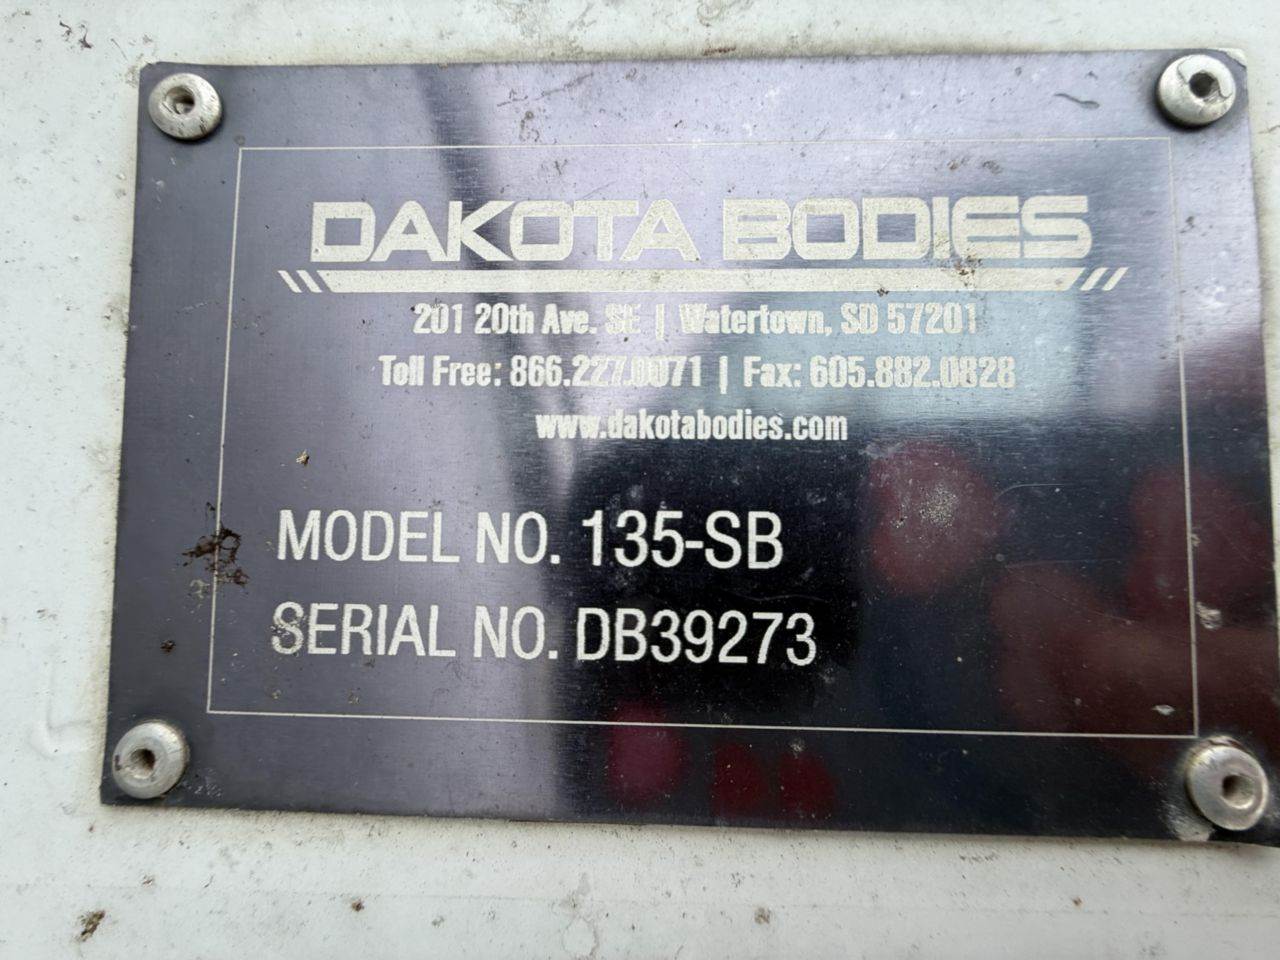 DAKOTA BODIES
201 20th Ave. SE | Watertown, SD 57201
Toll Free: 866.227.0071 | Fax: 605.882.0828
www.dakotabodies.com
MODEL NO. 135-SB
SERIAL NO. DB39273